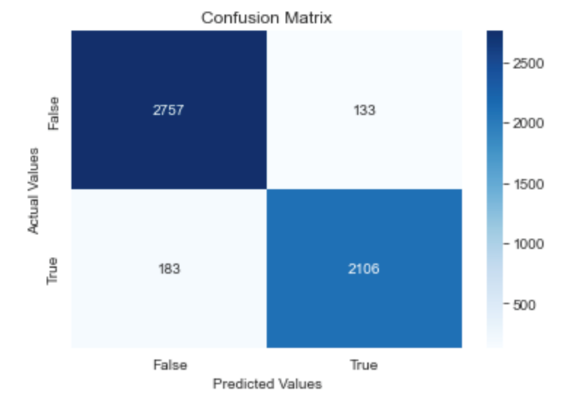 Confusion Matrix
Actual Values
False
2757
133
True
183
2106
False
True
Predicted Values
2500
2000
1500
1000
500